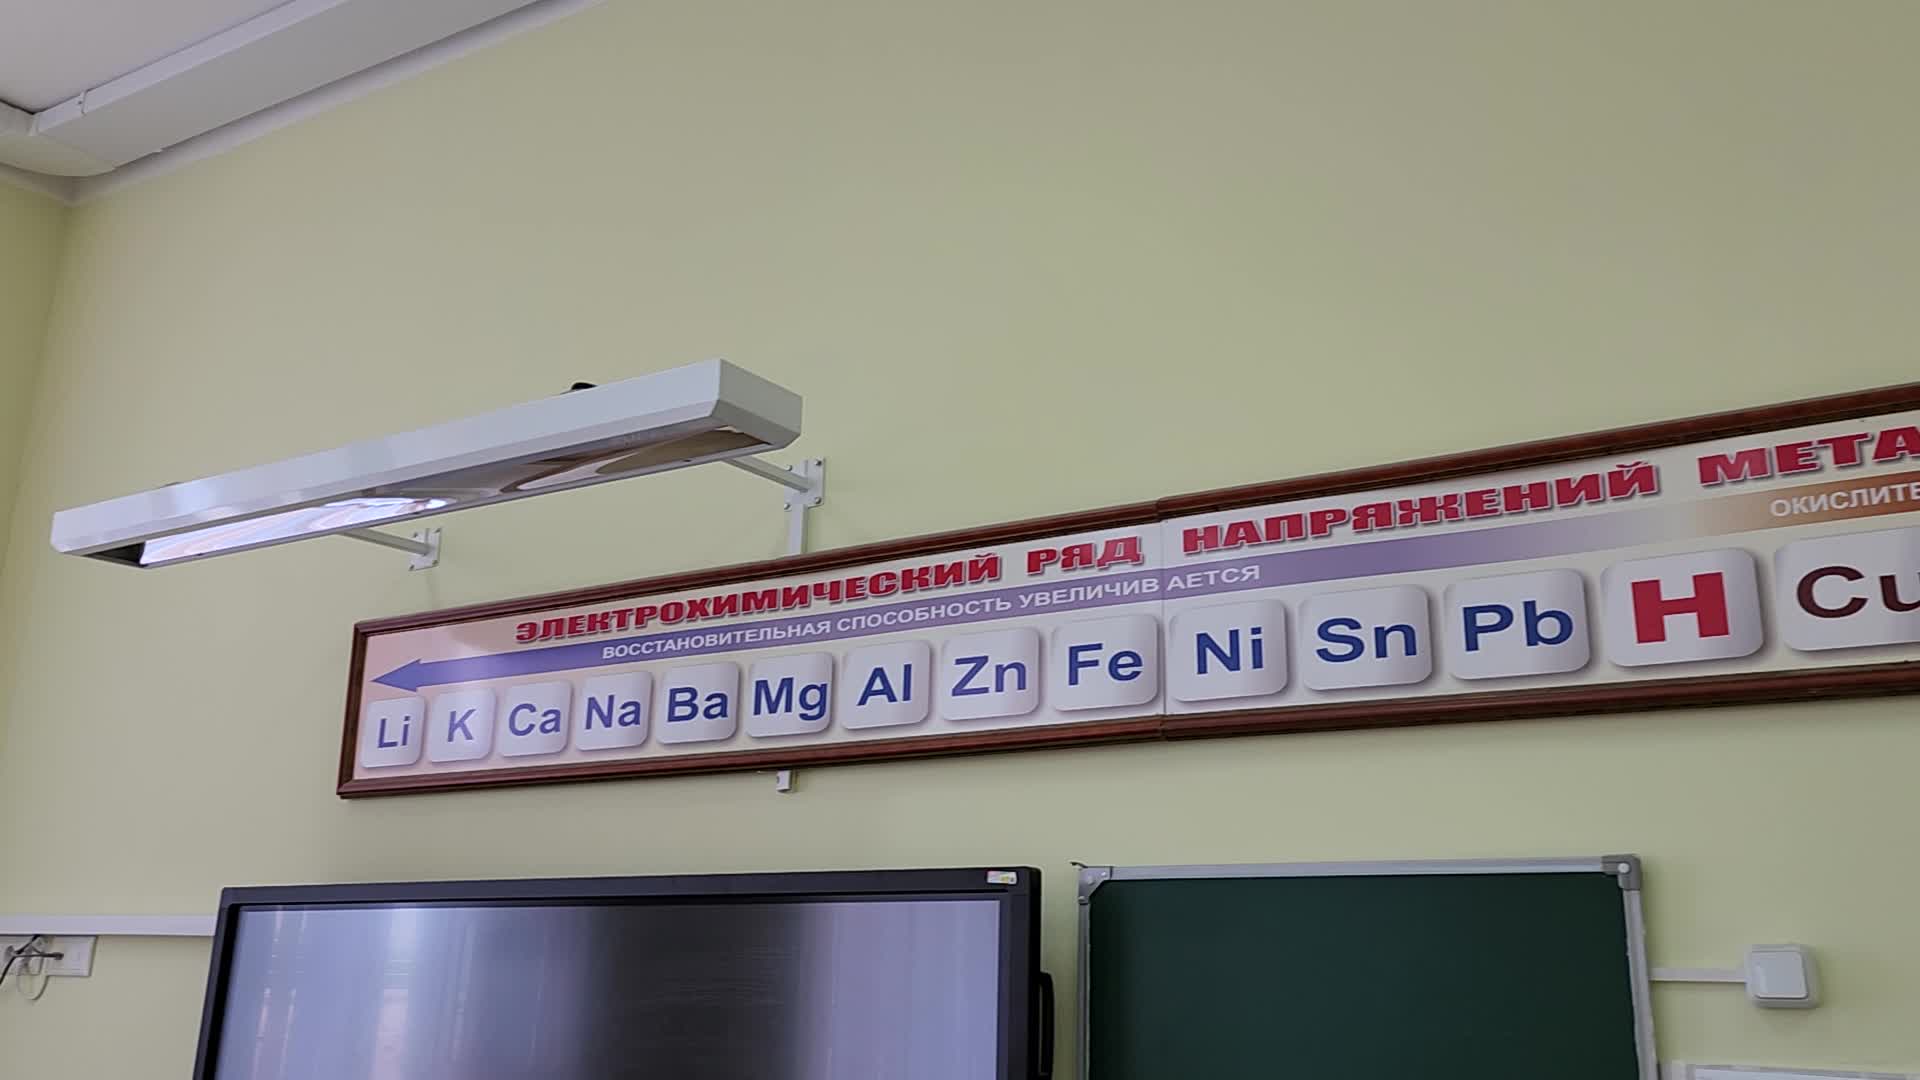 ЭЛЕКТРОХИМИЧЕСКИЙ РЯД НАПРЯЖЕНИЙ МЕТА
ВОССТАНОВИТЕЛЬНАЯ СПОСОБНОСТЬ УВЕЛИЧИВ АЕТСЯ ОКИСЛИТЕ
Li K Ca Na Ba Mg Al Zn Fe Ni Sn Pb H Cu